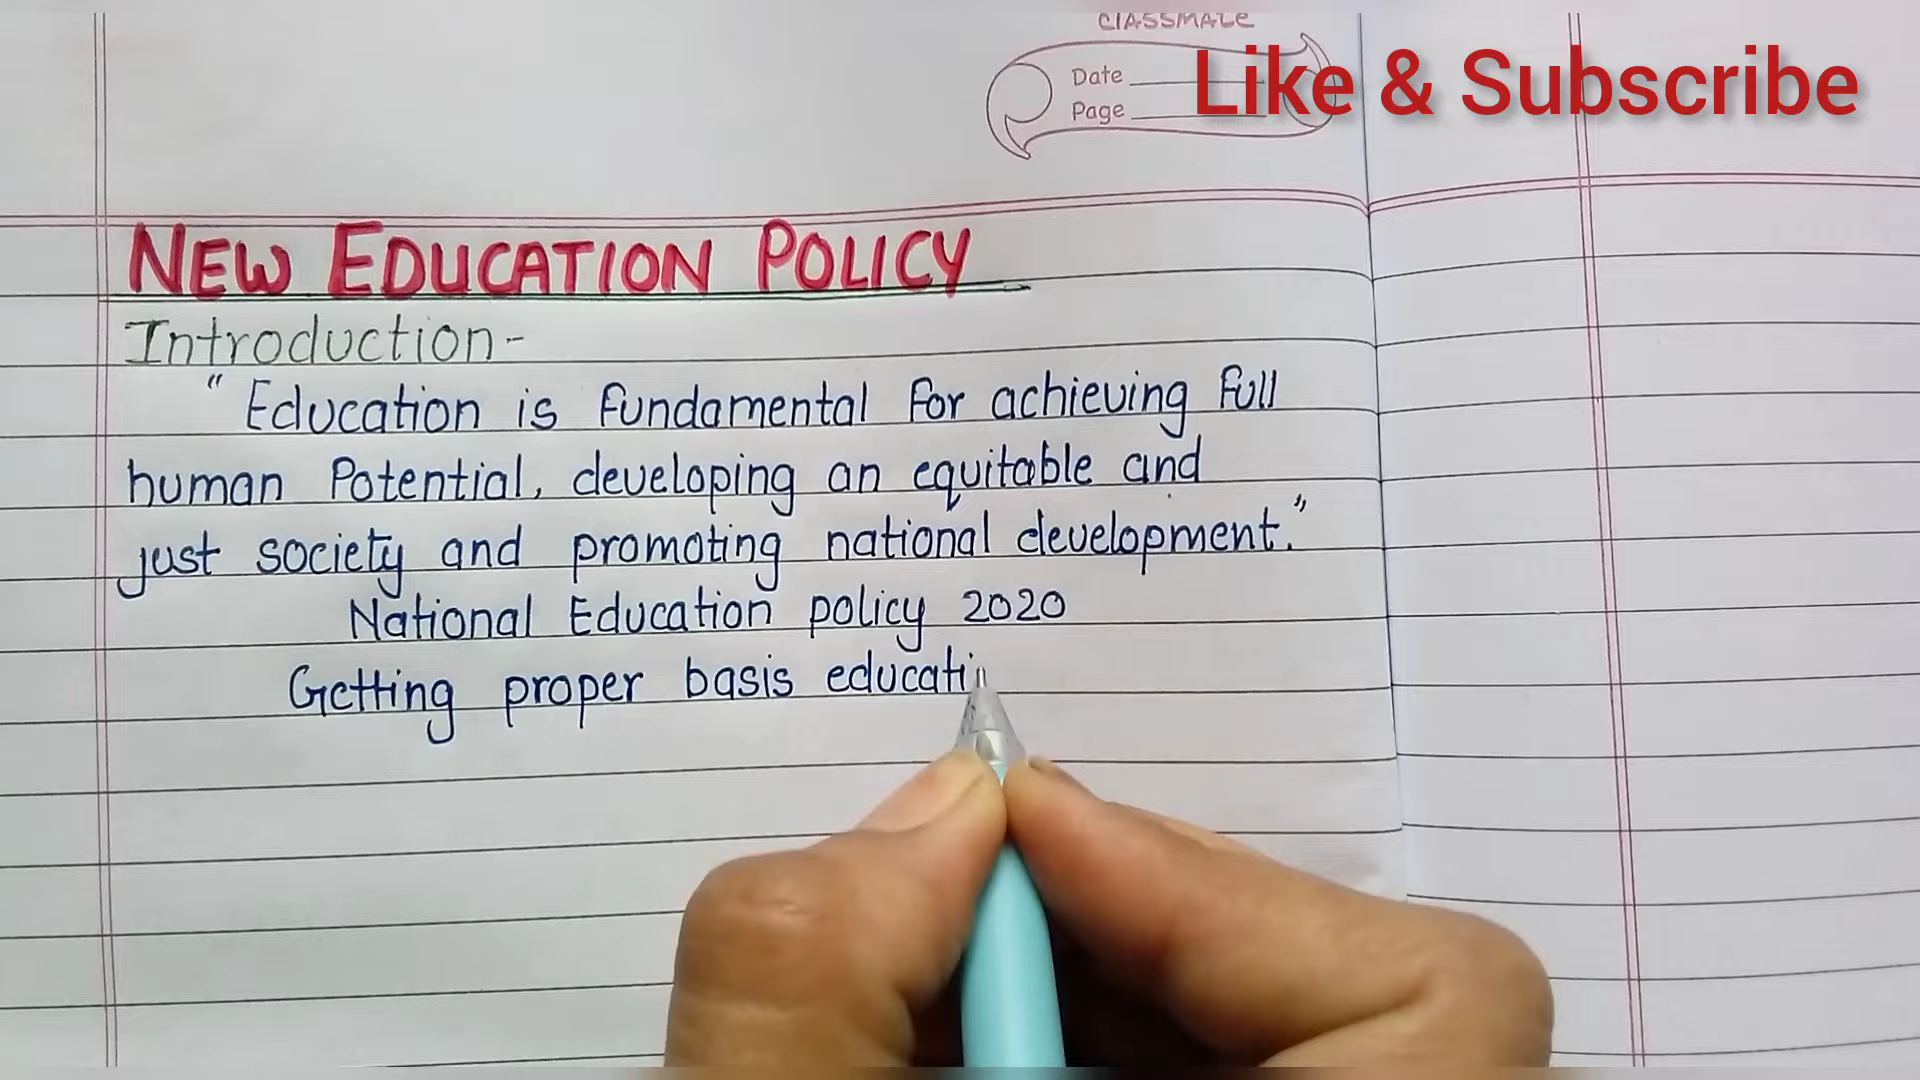 classmate
Date
Page
Like & Subscribe
NEW EDUCATION POLICY
Introduction-
"Education is fundamental for achieving full
human Potential, developing an equitable and
just society and promoting national development."
National Education policy 2020
Getting proper basis educati